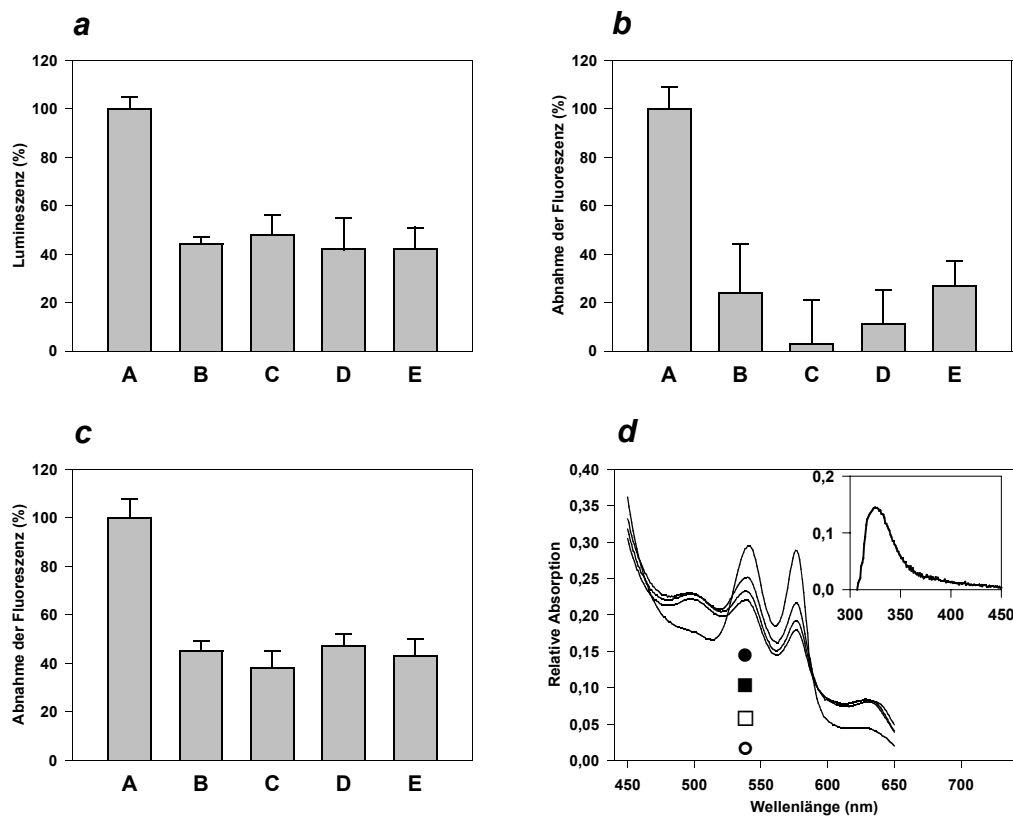 a
120
100
80
60
40
20
0
Lumineszenz (%)
A B C D E
b
120
100
80
60
40
20
0
Abnahme der Fluoreszenz (%)
A B C D E
c
120
100
80
60
40
20
0
Abnahme der Fluoreszenz (%)
A B C D E
d
0,40
0,35
0,30
0,25
0,20
0,15
0,10
0,05
0,00
Relative Absorption
450 500 550 600 650 700
Wellenlänge (nm)
0,2
0,1
0,0
300 350 400 450